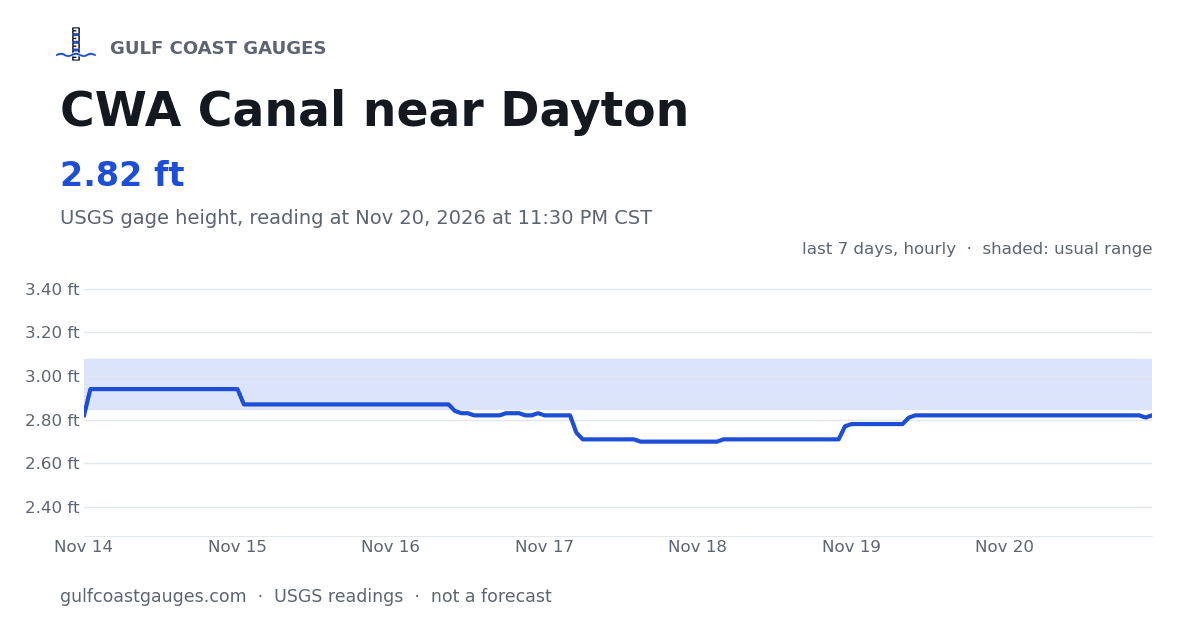 GULF COAST GAUGES
CWA Canal near Dayton
2.82 ft
USGS gage height, reading at Nov 20, 2026 at 11:30 PM CST
last 7 days, hourly · shaded: usual range
3.40 ft
3.20 ft
3.00 ft
2.80 ft
2.60 ft
2.40 ft
Nov 14 Nov 15 Nov 16 Nov 17 Nov 18 Nov 19 Nov 20
gulfcoastgauges.com · USGS readings · not a forecast